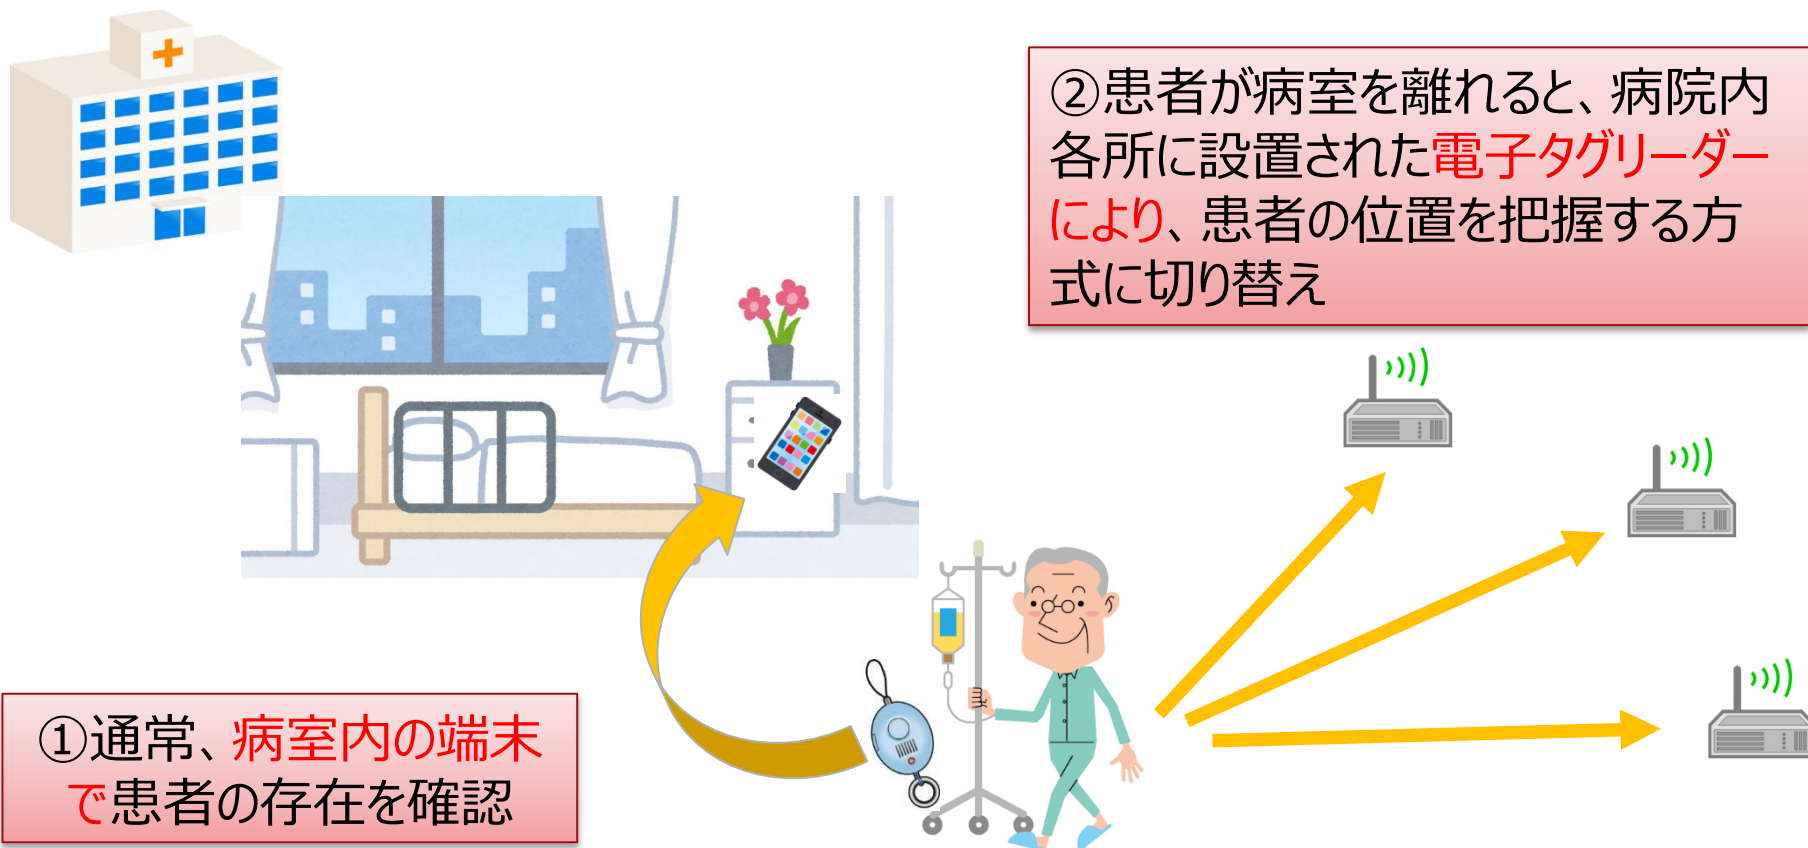 ②患者が病室を離れると、病院内
各所に設置された電子タグリーダー
により、患者の位置を把握する方
式に切り替え
①通常、病室内の端末
で患者の存在を確認